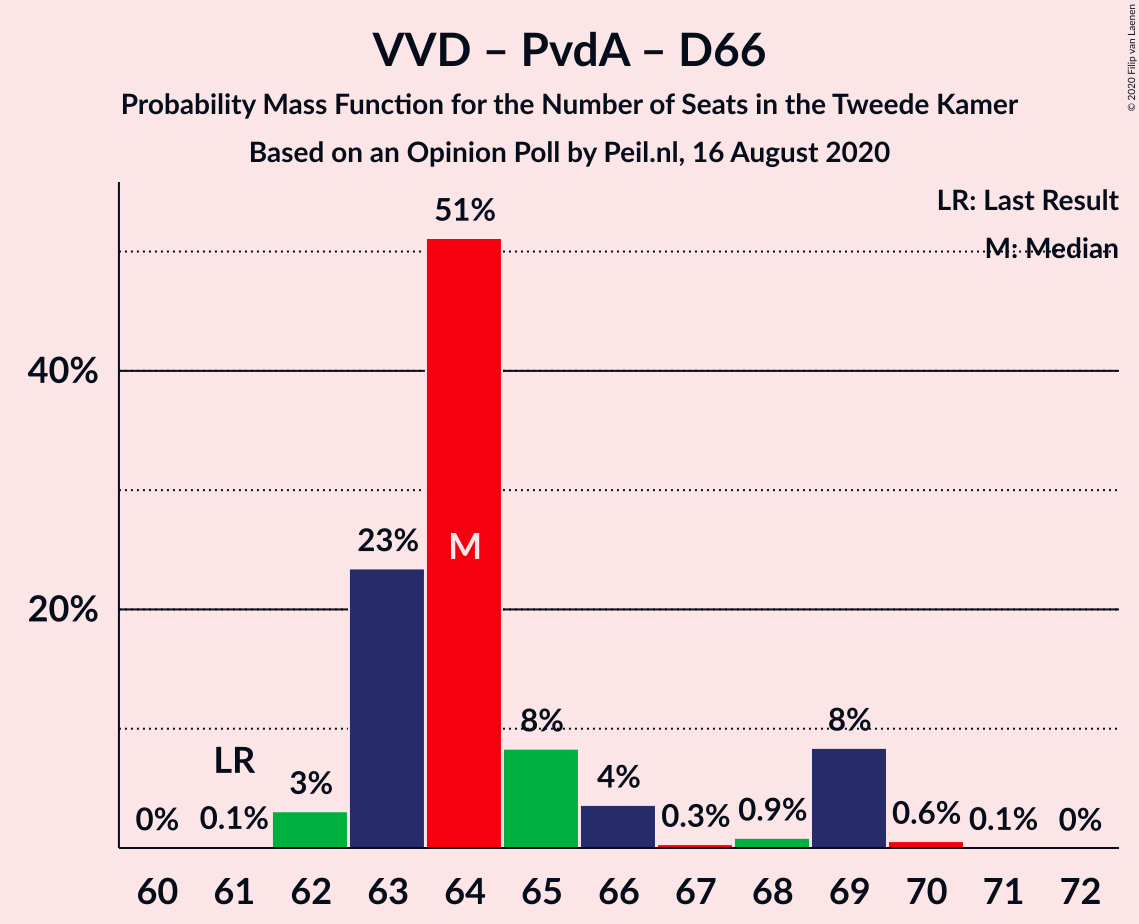 VVD – PvdA – D66
Probability Mass Function for the Number of Seats in the Tweede Kamer
Based on an Opinion Poll by Peil.nl, 16 August 2020
© 2020 Filip van Laenen
LR: Last Result
M: Median
40%
20%
0%
LR
0.1%
3%
23%
51%
M
8%
4%
0.3%
0.9%
8%
0.6%
0.1%
0%
60 61 62 63 64 65 66 67 68 69 70 71 72